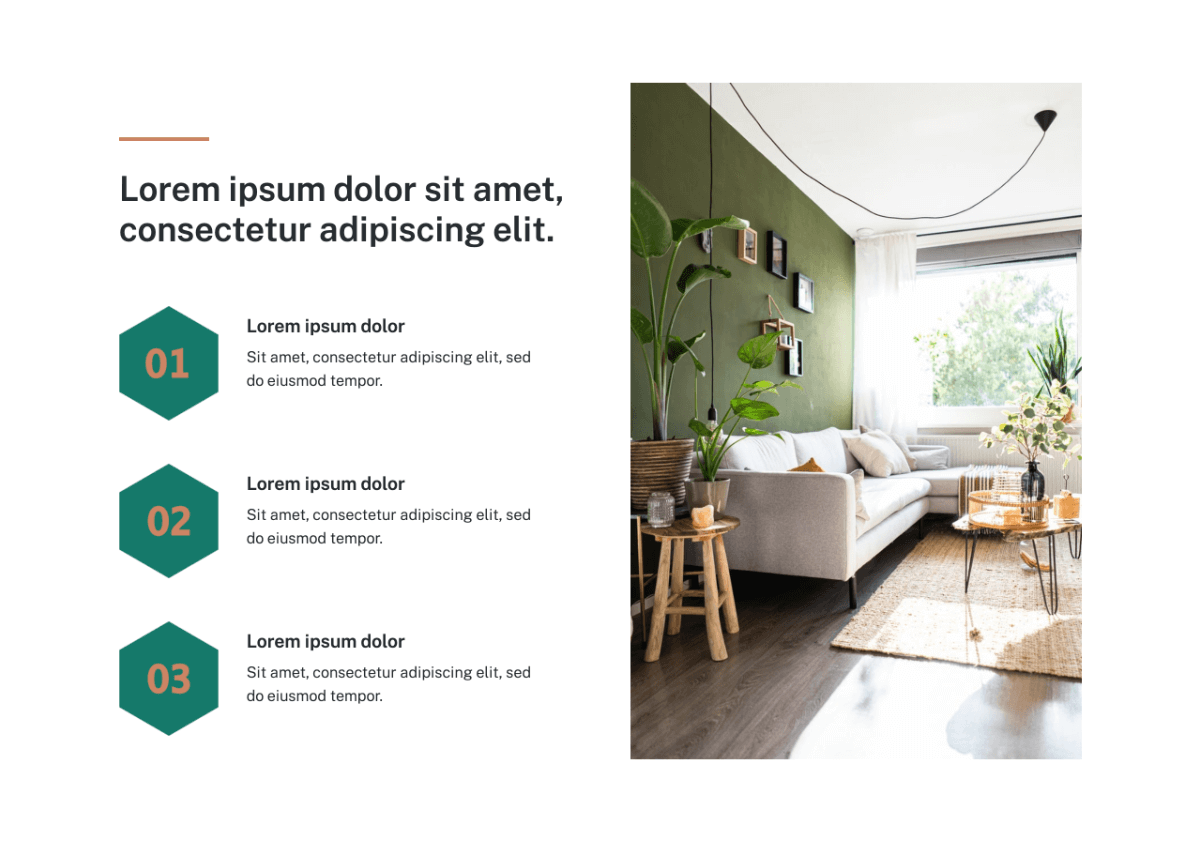 Lorem ipsum dolor sit amet,
consectetur adipiscing elit.
01
Lorem ipsum dolor
Sit amet, consectetur adipiscing elit, sed
do eiusmod tempor.
02
Lorem ipsum dolor
Sit amet, consectetur adipiscing elit, sed
do eiusmod tempor.
03
Lorem ipsum dolor
Sit amet, consectetur adipiscing elit, sed
do eiusmod tempor.